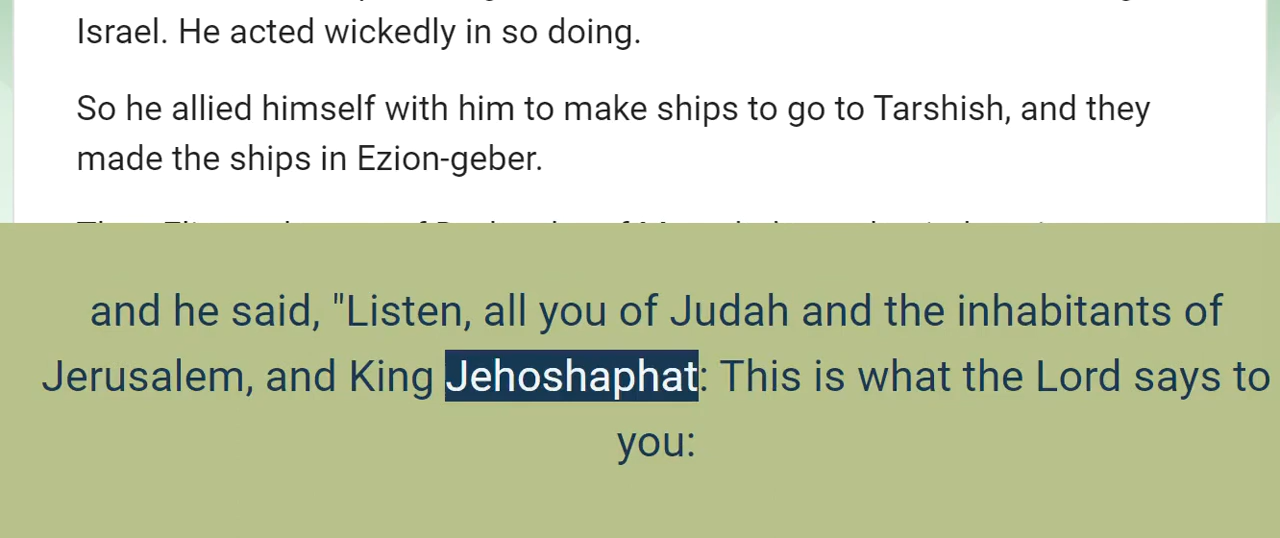 Israel. He acted wickedly in so doing.
So he allied himself with him to make ships to go to Tarshish, and they
made the ships in Ezion-geber.
and he said, "Listen, all you of Judah and the inhabitants of
Jerusalem, and King Jehoshaphat: This is what the Lord says to
you: